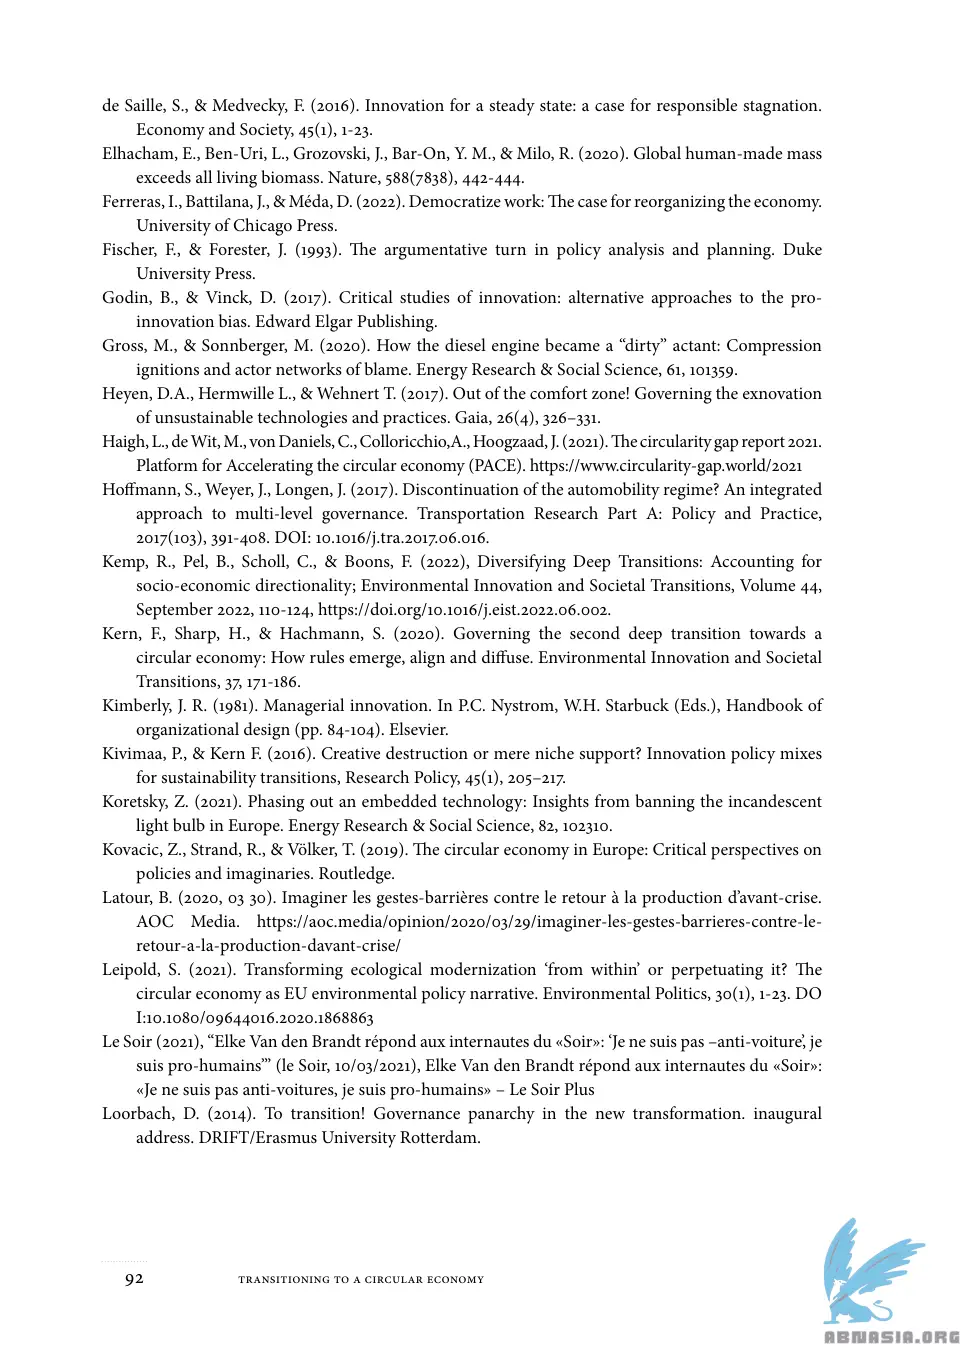 de Saille, S., & Medvecky, F. (2016). Innovation for a steady state: a case for responsible stagnation.
Economy and Society, 45(1), 1-23.
Elhacham, E., Ben-Uri, L., Grozovski, J., Bar-On, Y. M., & Milo, R. (2020). Global human-made mass
exceeds all living biomass. Nature, 588(7838), 442-444.
Ferreras, I., Battilana, J., & Méda, D. (2022). Democratize work: The case for reorganizing the economy.
University of Chicago Press.
Fischer, F., & Forester, J. (1993). The argumentative turn in policy analysis and planning. Duke
University Press.
Godin, B., & Vinck, D. (2017). Critical studies of innovation: alternative approaches to the pro-
innovation bias. Edward Elgar Publishing.
Gross, M., & Sonnberger, M. (2020). How the diesel engine became a “dirty” actant: Compression
ignitions and actor networks of blame. Energy Research & Social Science, 61, 101359.
Heyen, D.A., Hermwille L., & Wehnert T. (2017). Out of the comfort zone! Governing the exnovation
of unsustainable technologies and practices. Gaia, 26(4), 326–331.
Haigh, L., de Wit, M., von Daniels, C., Colloricchio,A., Hoogzaad, J. (2021). The circularity gap report 2021.
Platform for Accelerating the circular economy (PACE). https://www.circularity-gap.world/2021
Hoffmann, S., Weyer, J., Longen, J. (2017). Discontinuation of the automobility regime? An integrated
approach to multi-level governance. Transportation Research Part A: Policy and Practice,
2017(103), 391-408. DOI: 10.1016/j.tra.2017.06.016.
Kemp, R., Pel, B., Scholl, C., & Boons, F. (2022), Diversifying Deep Transitions: Accounting for
socio-economic directionality; Environmental Innovation and Societal Transitions, Volume 44,
September 2022, 110-124, https://doi.org/10.1016/j.eist.2022.06.002.
Kern, F., Sharp, H., & Hachmann, S. (2020). Governing the second deep transition towards a
circular economy: How rules emerge, align and diffuse. Environmental Innovation and Societal
Transitions, 37, 171-186.
Kimberly, J. R. (1981). Managerial innovation. In P.C. Nystrom, W.H. Starbuck (Eds.), Handbook of
organizational design (pp. 84-104). Elsevier.
Kivimaa, P., & Kern F. (2016). Creative destruction or mere niche support? Innovation policy mixes
for sustainability transitions, Research Policy, 45(1), 205–217.
Koretsky, Z. (2021). Phasing out an embedded technology: Insights from banning the incandescent
light bulb in Europe. Energy Research & Social Science, 82, 102310.
Kovacic, Z., Strand, R., & Völker, T. (2019). The circular economy in Europe: Critical perspectives on
policies and imaginaries. Routledge.
Latour, B. (2020, 03 30). Imaginer les gestes-barrières contre le retour à la production d’avant-crise.
AOC Media. https://aoc.media/opinion/2020/03/29/imaginer-les-gestes-barrieres-contre-le-
retour-a-la-production-davant-crise/
Leipold, S. (2021). Transforming ecological modernization ‘from within’ or perpetuating it? The
circular economy as EU environmental policy narrative. Environmental Politics, 30(1), 1-23. DO
I:10.1080/09644016.2020.1868863
Le Soir (2021), “Elke Van den Brandt répond aux internautes du «Soir»: ‘Je ne suis pas –anti-voiture’, je
suis pro-humains’” (le Soir, 10/03/2021), Elke Van den Brandt répond aux internautes du «Soir»:
«Je ne suis pas anti-voitures, je suis pro-humains» – Le Soir Plus
Loorbach, D. (2014). To transition! Governance panarchy in the new transformation. inaugural
address. DRIFT/Erasmus University Rotterdam.
92 TRANSITIONING TO A CIRCULAR ECONOMY
ABNASIA.ORG